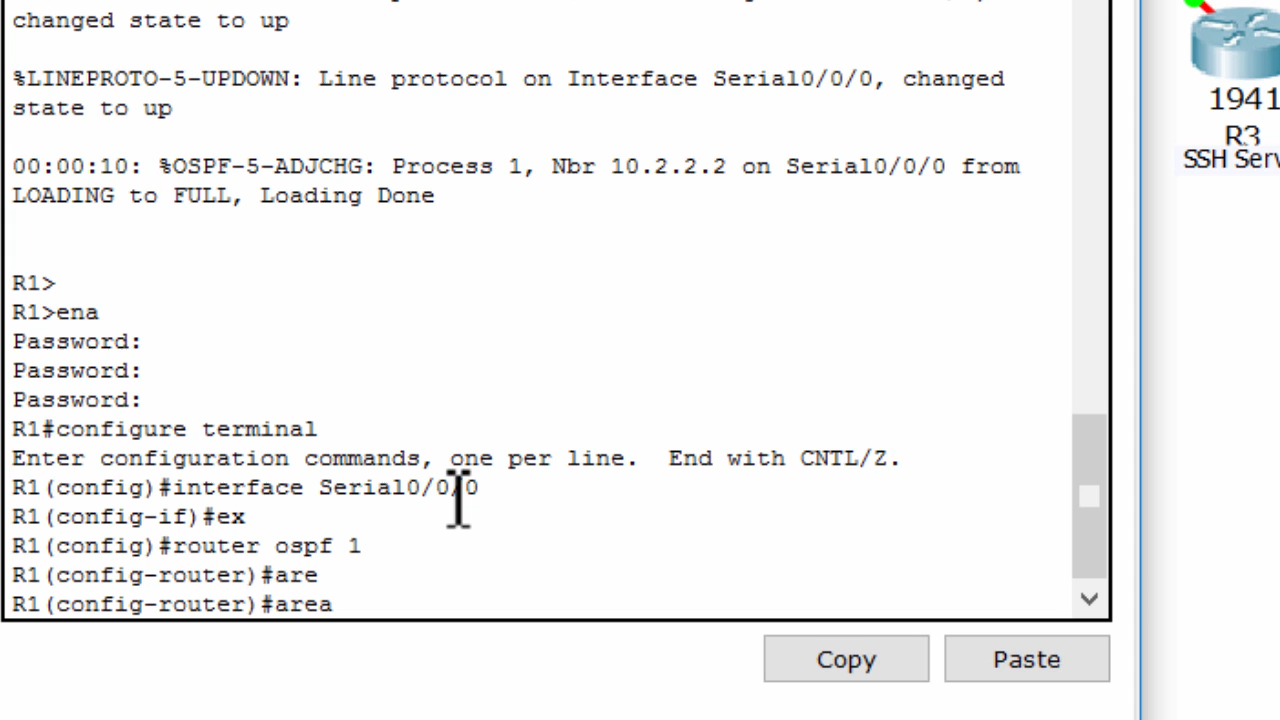 changed state to up
%LINEPROTO-5-UPDOWN: Line protocol on Interface Serial0/0/0, changed
state to up
00:00:10: %OSPF-5-ADJCHG: Process 1, Nbr 10.2.2.2 on Serial0/0/0 from
LOADING to FULL, Loading Done
R1>
R1>ena
Password:
Password:
Password:
R1#configure terminal
Enter configuration commands, one per line.  End with CNTL/Z.
R1(config)#interface Serial0/0/0
R1(config-if)#ex
R1(config)#router ospf 1
R1(config-router)#are
R1(config-router)#area
Copy
Paste
1941
R3
SSH Serv